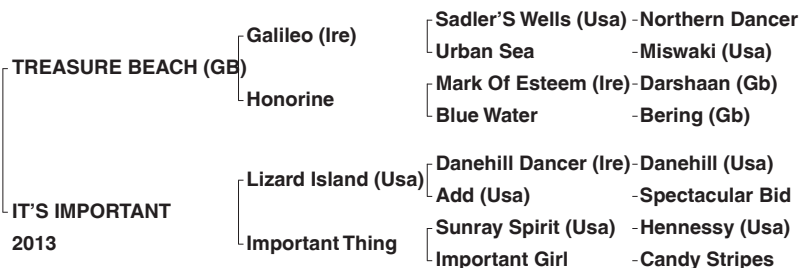 Sadler'S Wells (Usa) - Northern Dancer
Galileo (Ire)
Urban Sea - Miswaki (Usa)
TREASURE BEACH (GB)
Mark Of Esteem (Ire) - Darshaan (Gb)
Honorine
Blue Water - Bering (Gb)
Danehill Dancer (Ire) - Danehill (Usa)
Lizard Island (Usa)
Add (Usa) - Spectacular Bid
IT'S IMPORTANT
Sunray Spirit (Usa) - Hennessy (Usa)
2013
Important Thing
Important Girl - Candy Stripes